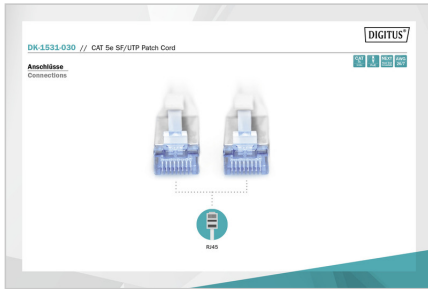 DIGITUS®
DK-1531-030 // CAT 5e SF/UTP Patch Cord
Anschlüsse
Connections
RJ45